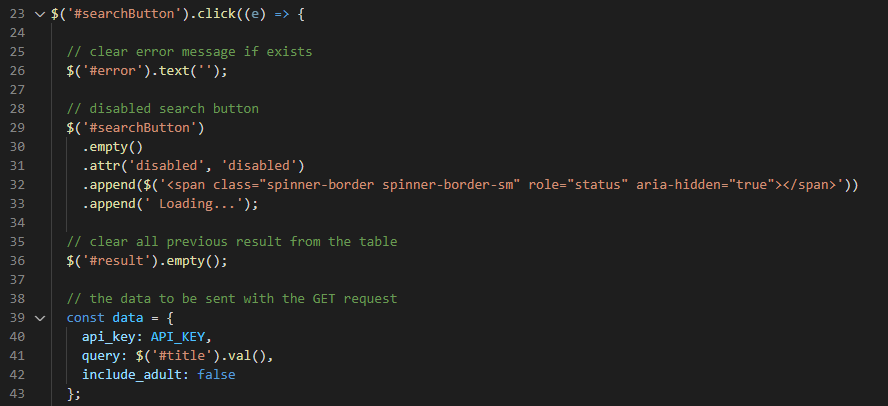 23 $('#searchButton').click((e) => {
24
25 // clear error message if exists
26 $('#error').text('');
27
28 // disabled search button
29 $('#searchButton')
30 .empty()
31 .attr('disabled', 'disabled')
32 .append($('<span class="spinner-border spinner-border-sm" role="status" aria-hidden="true"></span>'))
33 .append(' Loading...');
34
35 // clear all previous result from the table
36 $('#result').empty();
37
38 // the data to be sent with the GET request
39 const data = {
40 api_key: API_KEY,
41 query: $('#title').val(),
42 include_adult: false
43 };